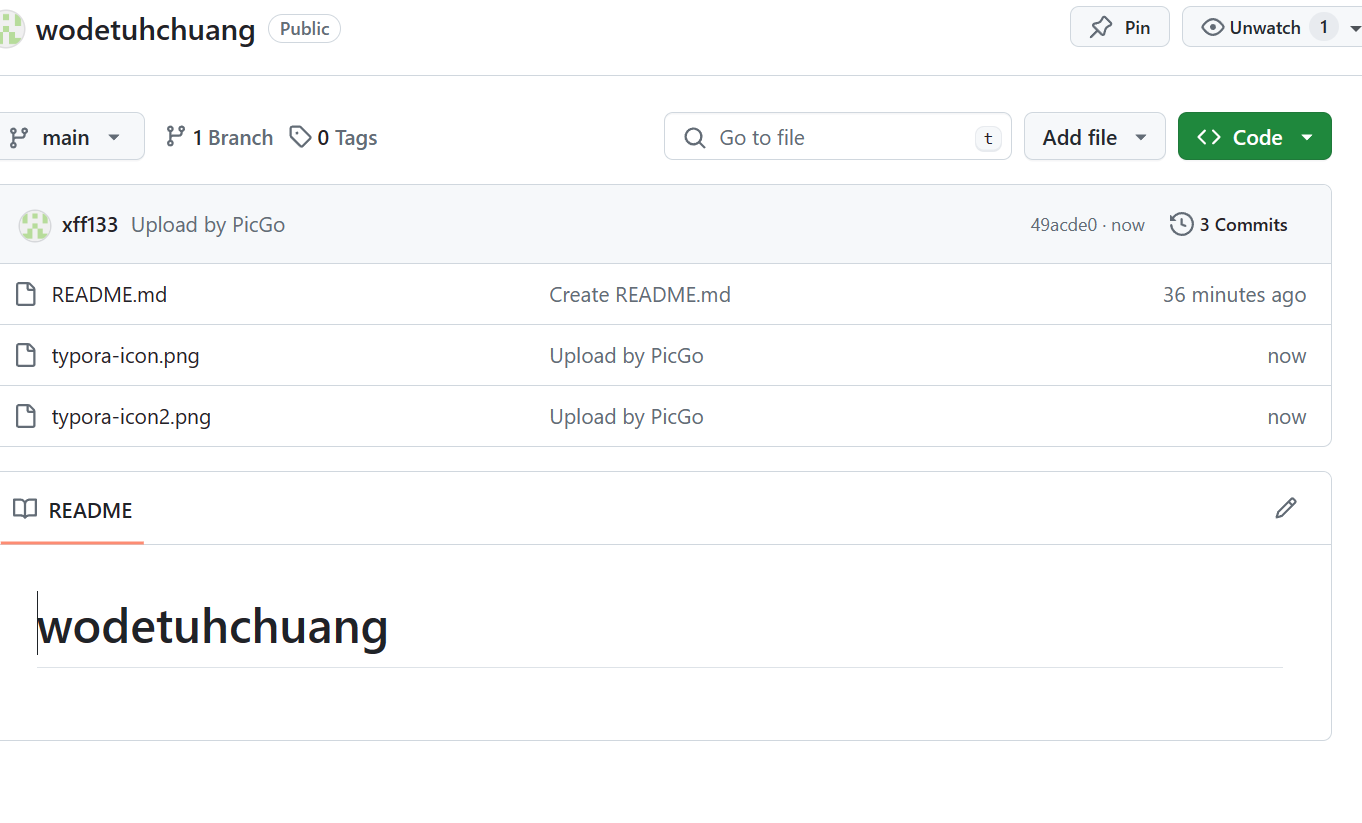 wodetuhchuang Public Pin Unwatch 1
main 1 Branch 0 Tags Go to file t Add file Code
xff133 Upload by PicGo 49acde0 · now 3 Commits
README.md Create README.md 36 minutes ago
typora-icon.png Upload by PicGo now
typora-icon2.png Upload by PicGo now
README
wodetuhchuang